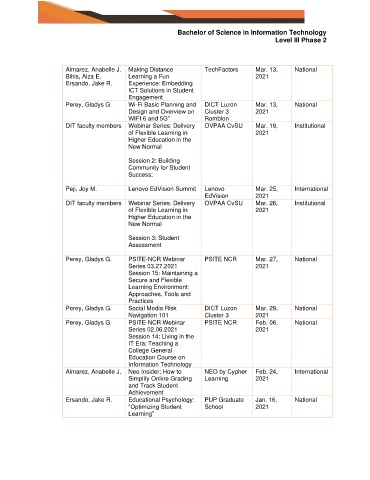 Bachelor of Science in Information Technology
Level III Phase 2
Almarez, Anabelle J. Making Distance TechFactors Mar. 13, National
Bihis, Aiza E. Learning a Fun 2021
Ersando, Jake R. Experience: Embedding
ICT Solutions in Student
Engagement
Perey, Gladys G. Wi-Fi Basic Planning and DICT Luzon Mar. 13, National
Design and Overview on Cluster 3 2021
WIFI 6 and 5G" Romblon
DIT faculty members Webinar Series: Delivery OVPAA CvSU Mar. 19, Institutional
of Flexible Learning in 2021
Higher Education in the
New Normal
Session 2: Building
Community for Student
Success;
Peji, Joy M. Lenovo EdVision Summit Lenovo Mar. 25, International
EdVision 2021
DIT faculty members Webinar Series: Delivery OVPAA CvSU Mar. 26, Institutional
of Flexible Learning in 2021
Higher Education in the
New Normal
Session 3: Student
Assessment
Perey, Gladys G. PSITE-NCR Webinar PSITE NCR Mar. 27, National
Series 03.27.2021 2021
Session 15: Maintaining a
Secure and Flexible
Learning Environment:
Approaches, Tools and
Practices
Perey, Gladys G. Social Media Risk DICT Luzon Mar. 29, National
Navigation 101 Cluster 3 2021
Perey, Gladys G. PSITE-NCR Webinar PSITE NCR Feb. 06, National
Series 02.06.2021 2021
Session 14: Living in the
IT Era: Teaching a
College General
Education Course on
Information Technology
Almarez, Anabelle J. Neo Insider: How to NEO by Cypher Feb. 24, International
Simplify Online Grading Learning 2021
and Track Student
Achievement
Ersando, Jake R. Educational Psychology: PUP Graduate Jan. 16, National
"Optimizing Student School 2021
Learning"